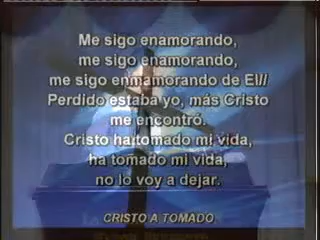 Me sigo enamorando,
me sigo enamorando,
me sigo enmamorando de El//
Perdido estaba yo, más Cristo
me encontró.
Cristo ha tomado mi vida,
ha tomado mi vida,
no lo voy a dejar.
CRISTO A TOMADO